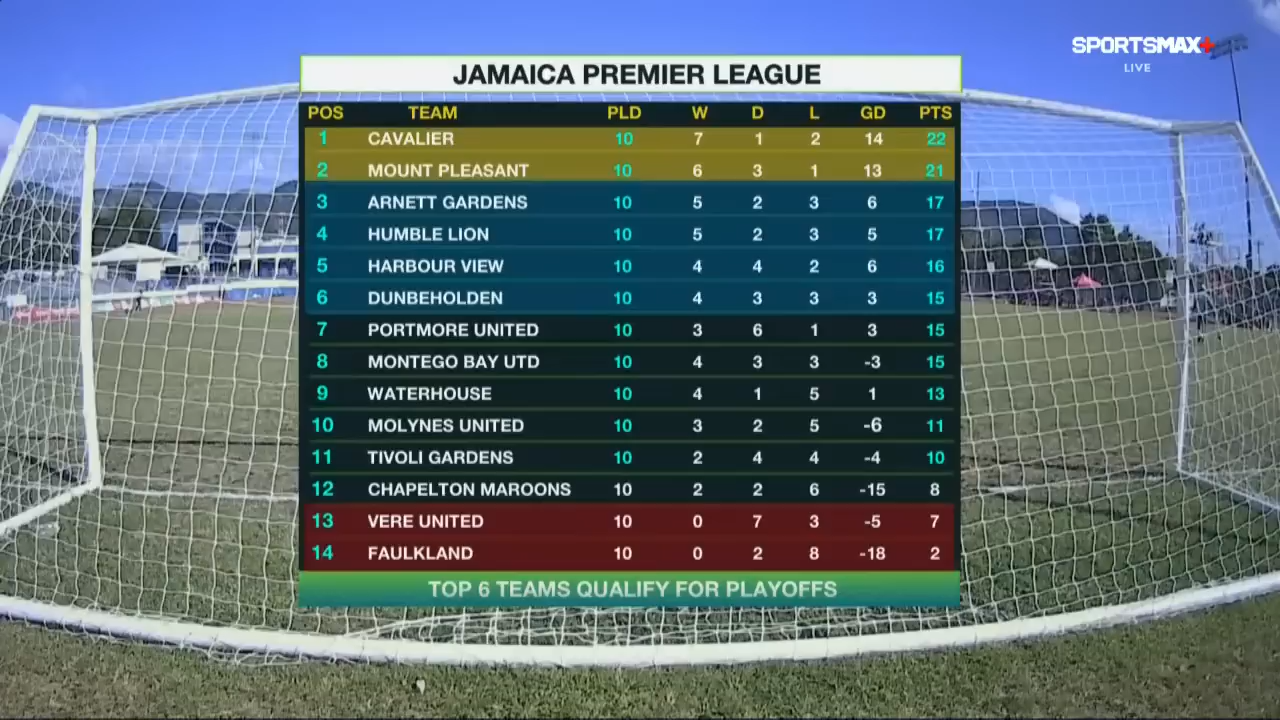 SPORTSMAX+
LIVE
JAMAICA PREMIER LEAGUE
POS TEAM PLD W D L GD PTS
1 CAVALIER 10 7 1 2 14 22
2 MOUNT PLEASANT 10 6 3 1 13 21
3 ARNETT GARDENS 10 5 2 3 6 17
4 HUMBLE LION 10 5 2 3 5 17
5 HARBOUR VIEW 10 4 4 2 6 16
6 DUNBEHOLDEN 10 4 3 3 3 15
7 PORTMORE UNITED 10 3 6 1 3 15
8 MONTEGO BAY UTD 10 4 3 3 -3 15
9 WATERHOUSE 10 4 1 5 1 13
10 MOLYNES UNITED 10 3 2 5 -6 11
11 TIVOLI GARDENS 10 2 4 4 -4 10
12 CHAPELTON MAROONS 10 2 2 6 -15 8
13 VERE UNITED 10 0 7 3 -5 7
14 FAULKLAND 10 0 2 8 -18 2
TOP 6 TEAMS QUALIFY FOR PLAYOFFS